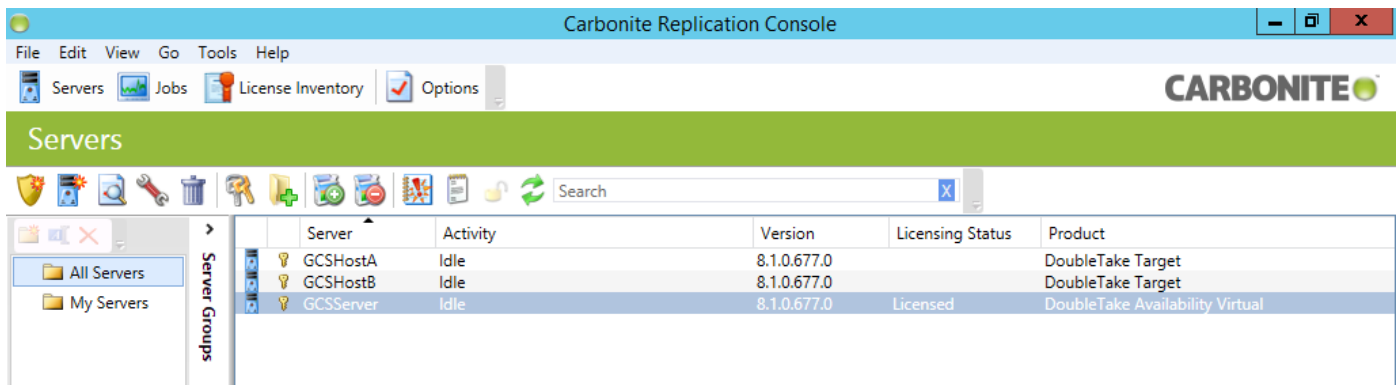 Carbonite Replication Console
File Edit View Go Tools Help
Servers Jobs License Inventory Options
CARBONITE
Servers
Search X
Server Activity Version Licensing Status Product
All Servers
My Servers
Server Groups
GCSHostA Idle 8.1.0.677.0 DoubleTake Target
GCSHostB Idle 8.1.0.677.0 DoubleTake Target
GCSServer Idle 8.1.0.677.0 Licensed DoubleTake Availability Virtual